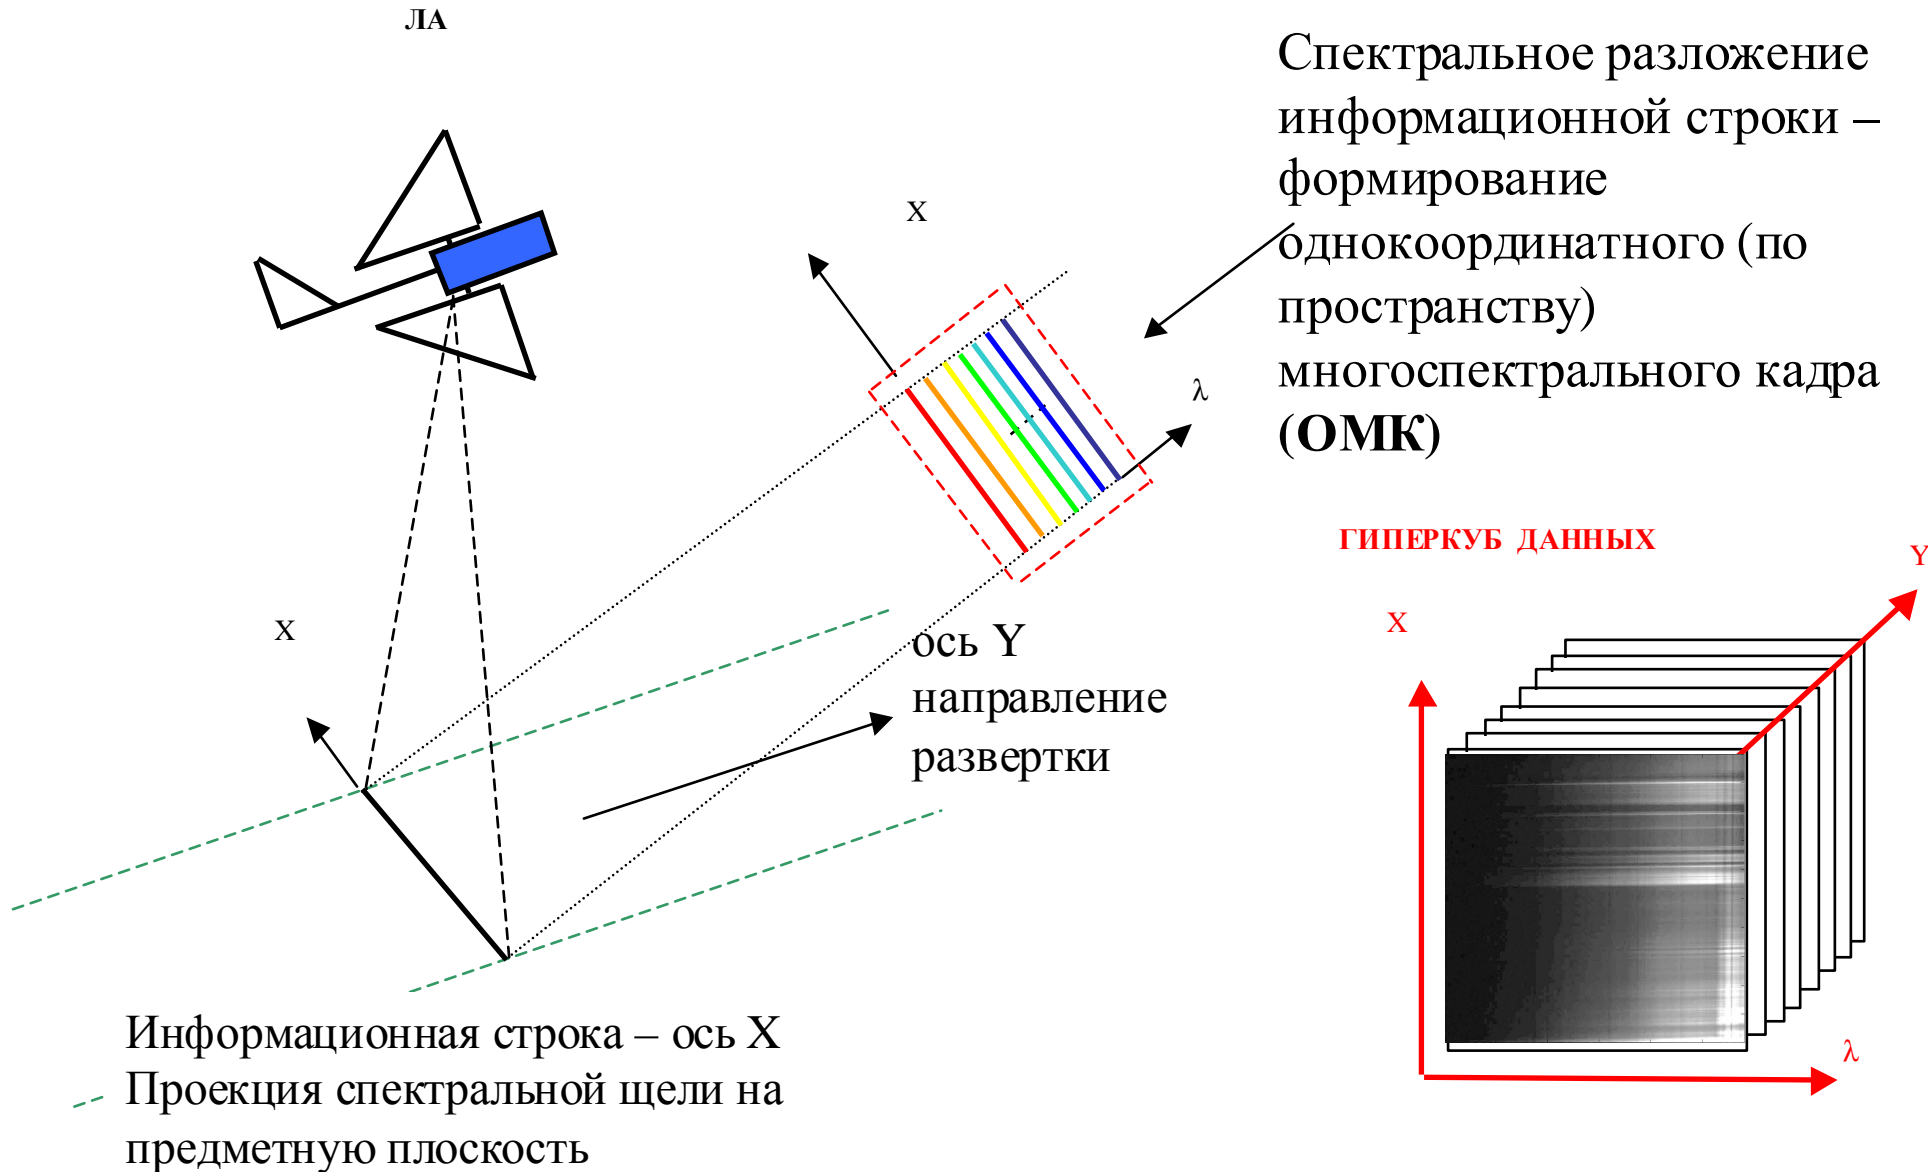 ЛА
Спектральное разложение
информационной строки –
формирование
однокоординатного (по
пространству)
многоспектрального кадра
(ОМК)
X
λ
ГИПЕРКУБ ДАННЫХ
Y
X
λ
X
ось Y
направление
развертки
Информационная строка – ось X
Проекция спектральной щели на
предметную плоскость